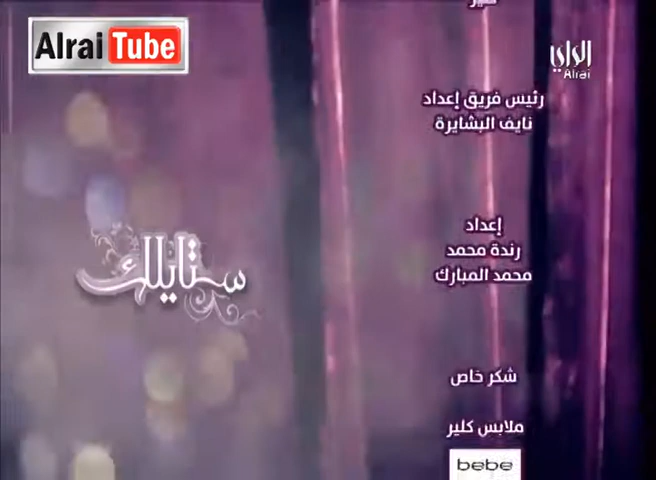 كلير
Alrai Tube
الراي
Alrai
رئيس فريق إعداد
نايف البشايرة
إعداد
رندة محمد
محمد المبارك
ستايلك
شكر خاص
ملابس كلير
bebe